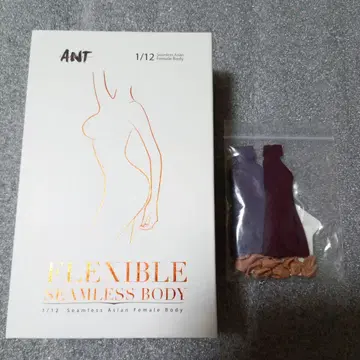 ANT
1/12 Seamless Asian
Female Body
FLEXIBLE
SEAMLESS BODY
1/12 Seamless Asian Female Body